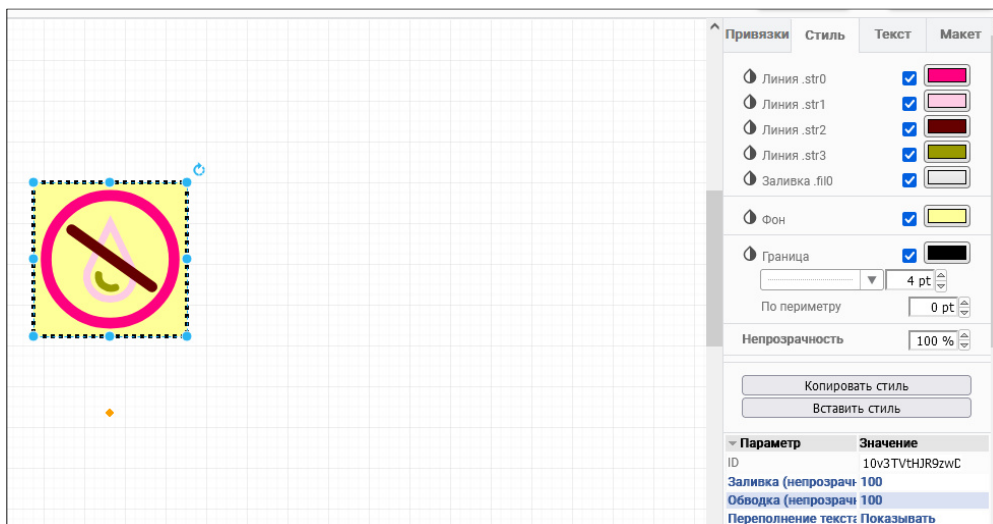 Привязки Стиль Текст Макет
Линия .str0
Линия .str1
Линия .str2
Линия .str3
Заливка .fil0
Фон
Граница
4 pt
По периметру 0 pt
Непрозрачность 100 %
Копировать стиль
Вставить стиль
Параметр Значение
ID 10v3TVtHJR9zwD
Заливка (непрозрачн 100
Обводка (непрозрачн 100
Переполнение текста Показывать